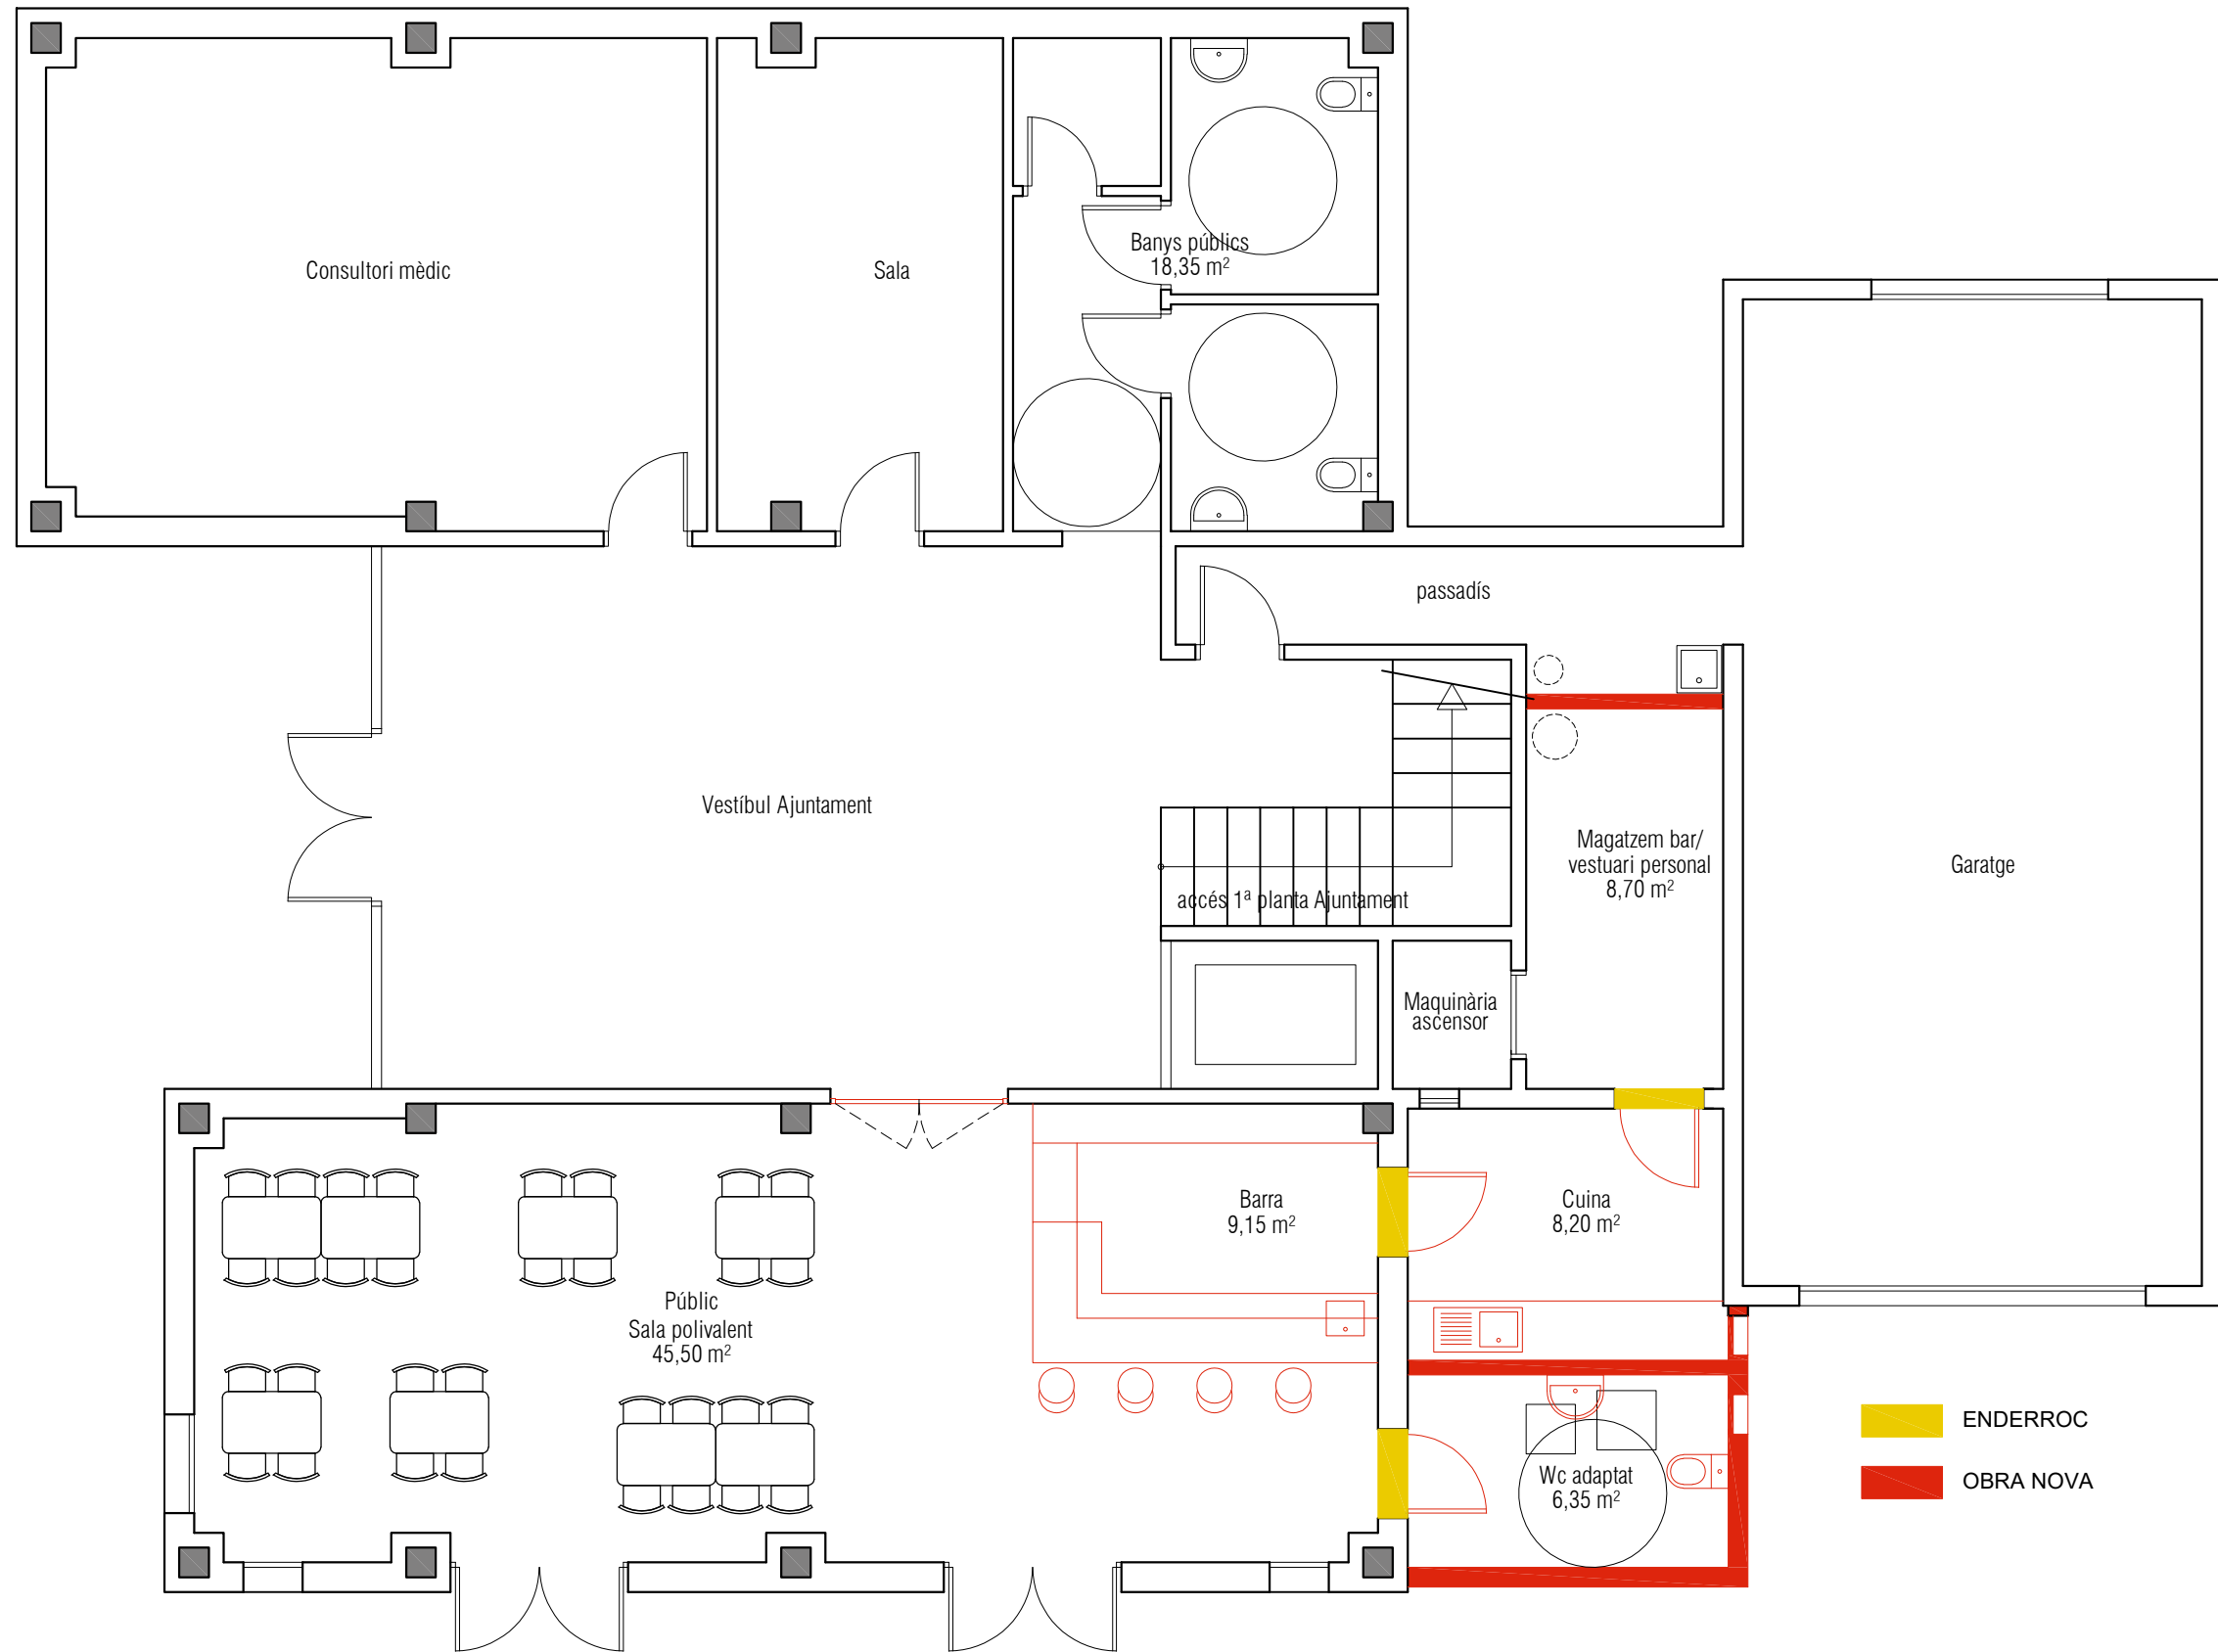 Consultori mèdic
Sala
Banys públics
18,35 m²
passadís
Vestíbul Ajuntament
accés 1ª planta Ajuntament
Magatzem bar/
vestuari personal
8,70 m²
Garatge
Maquinària
ascensor
Barra
9,15 m²
Cuina
8,20 m²
Públic
Sala polivalent
45,50 m²
Wc adaptat
6,35 m²
ENDERROC
OBRA NOVA